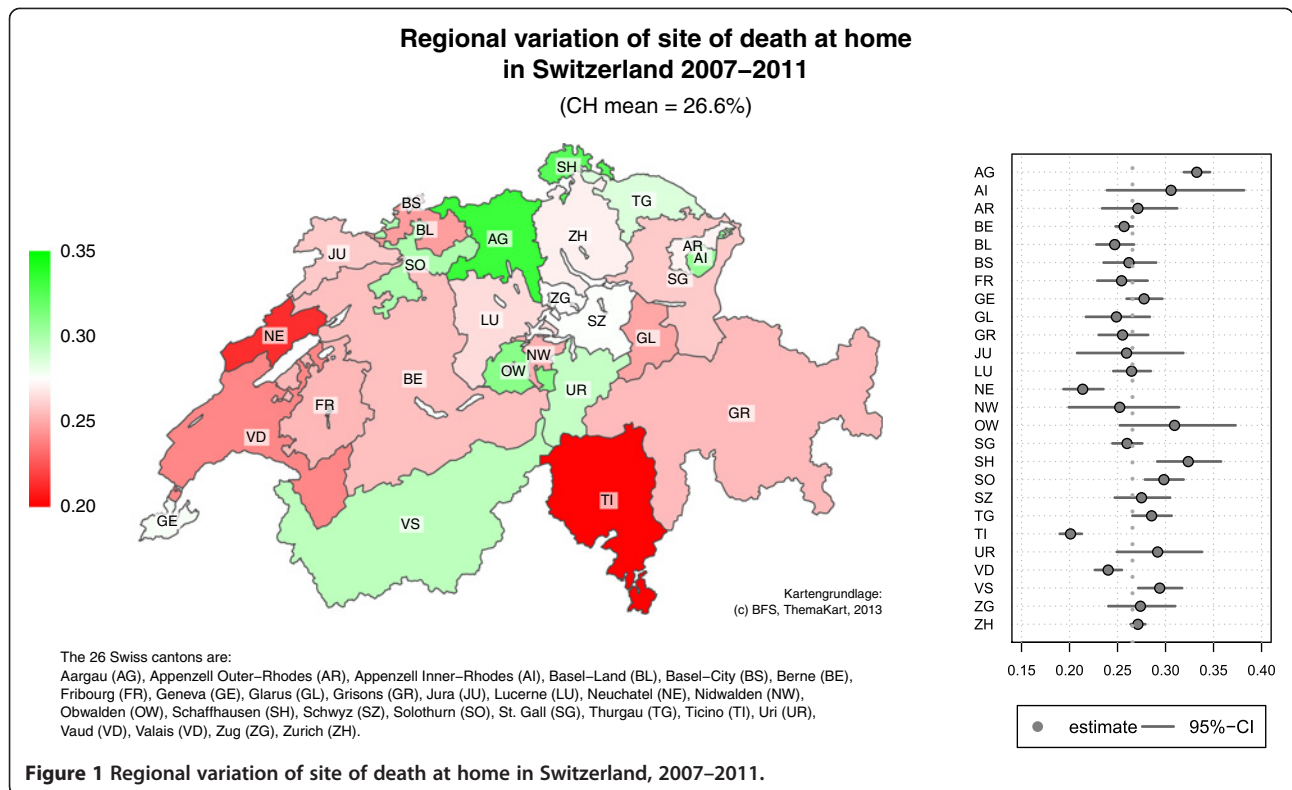 Regional variation of site of death at home
in Switzerland 2007–2011
(CH mean = 26.6%)
0.35
0.30
0.25
0.20
SH
BS
TG
BL
AG
ZH
JU
AR
SO
AI
SG
ZG
LU
SZ
NE
GL
NW
OW
BE
UR
FR
GR
VD
TI
GE
VS
Kartengrundlage:
(c) BFS, ThemaKart, 2013
AG
AI
AR
BE
BL
BS
FR
GE
GL
GR
JU
LU
NE
NW
OW
SG
SH
SO
SZ
TG
TI
UR
VD
VS
ZG
ZH
0.15 0.20 0.25 0.30 0.35 0.40
estimate 95%−CI
The 26 Swiss cantons are:
Aargau (AG), Appenzell Outer−Rhodes (AR), Appenzell Inner−Rhodes (AI), Basel−Land (BL), Basel−City (BS), Berne (BE),
Fribourg (FR), Geneva (GE), Glarus (GL), Grisons (GR), Jura (JU), Lucerne (LU), Neuchatel (NE), Nidwalden (NW),
Obwalden (OW), Schaffhausen (SH), Schwyz (SZ), Solothurn (SO), St. Gall (SG), Thurgau (TG), Ticino (TI), Uri (UR),
Vaud (VD), Valais (VD), Zug (ZG), Zurich (ZH).
Figure 1 Regional variation of site of death at home in Switzerland, 2007–2011.